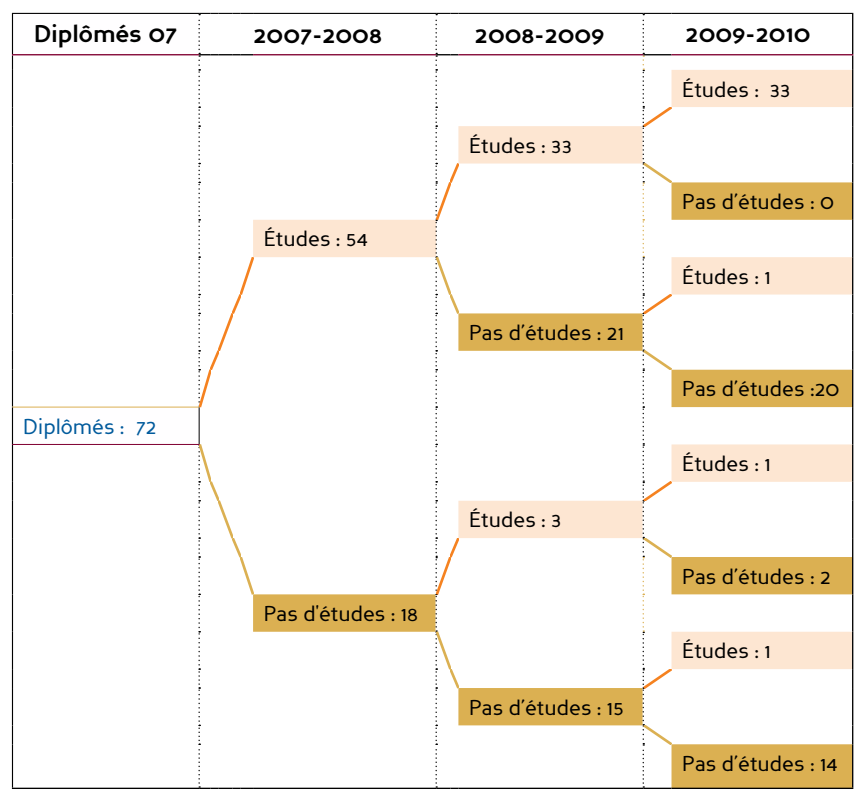 Diplômés 07 2007-2008 2008-2009 2009-2010
Études : 33
Études : 33
Pas d'études : 0
Études : 54
Études : 1
Pas d'études : 21
Pas d'études :20
Diplômés : 72
Études : 1
Études : 3
Pas d'études : 2
Pas d'études : 18
Études : 1
Pas d'études : 15
Pas d'études : 14